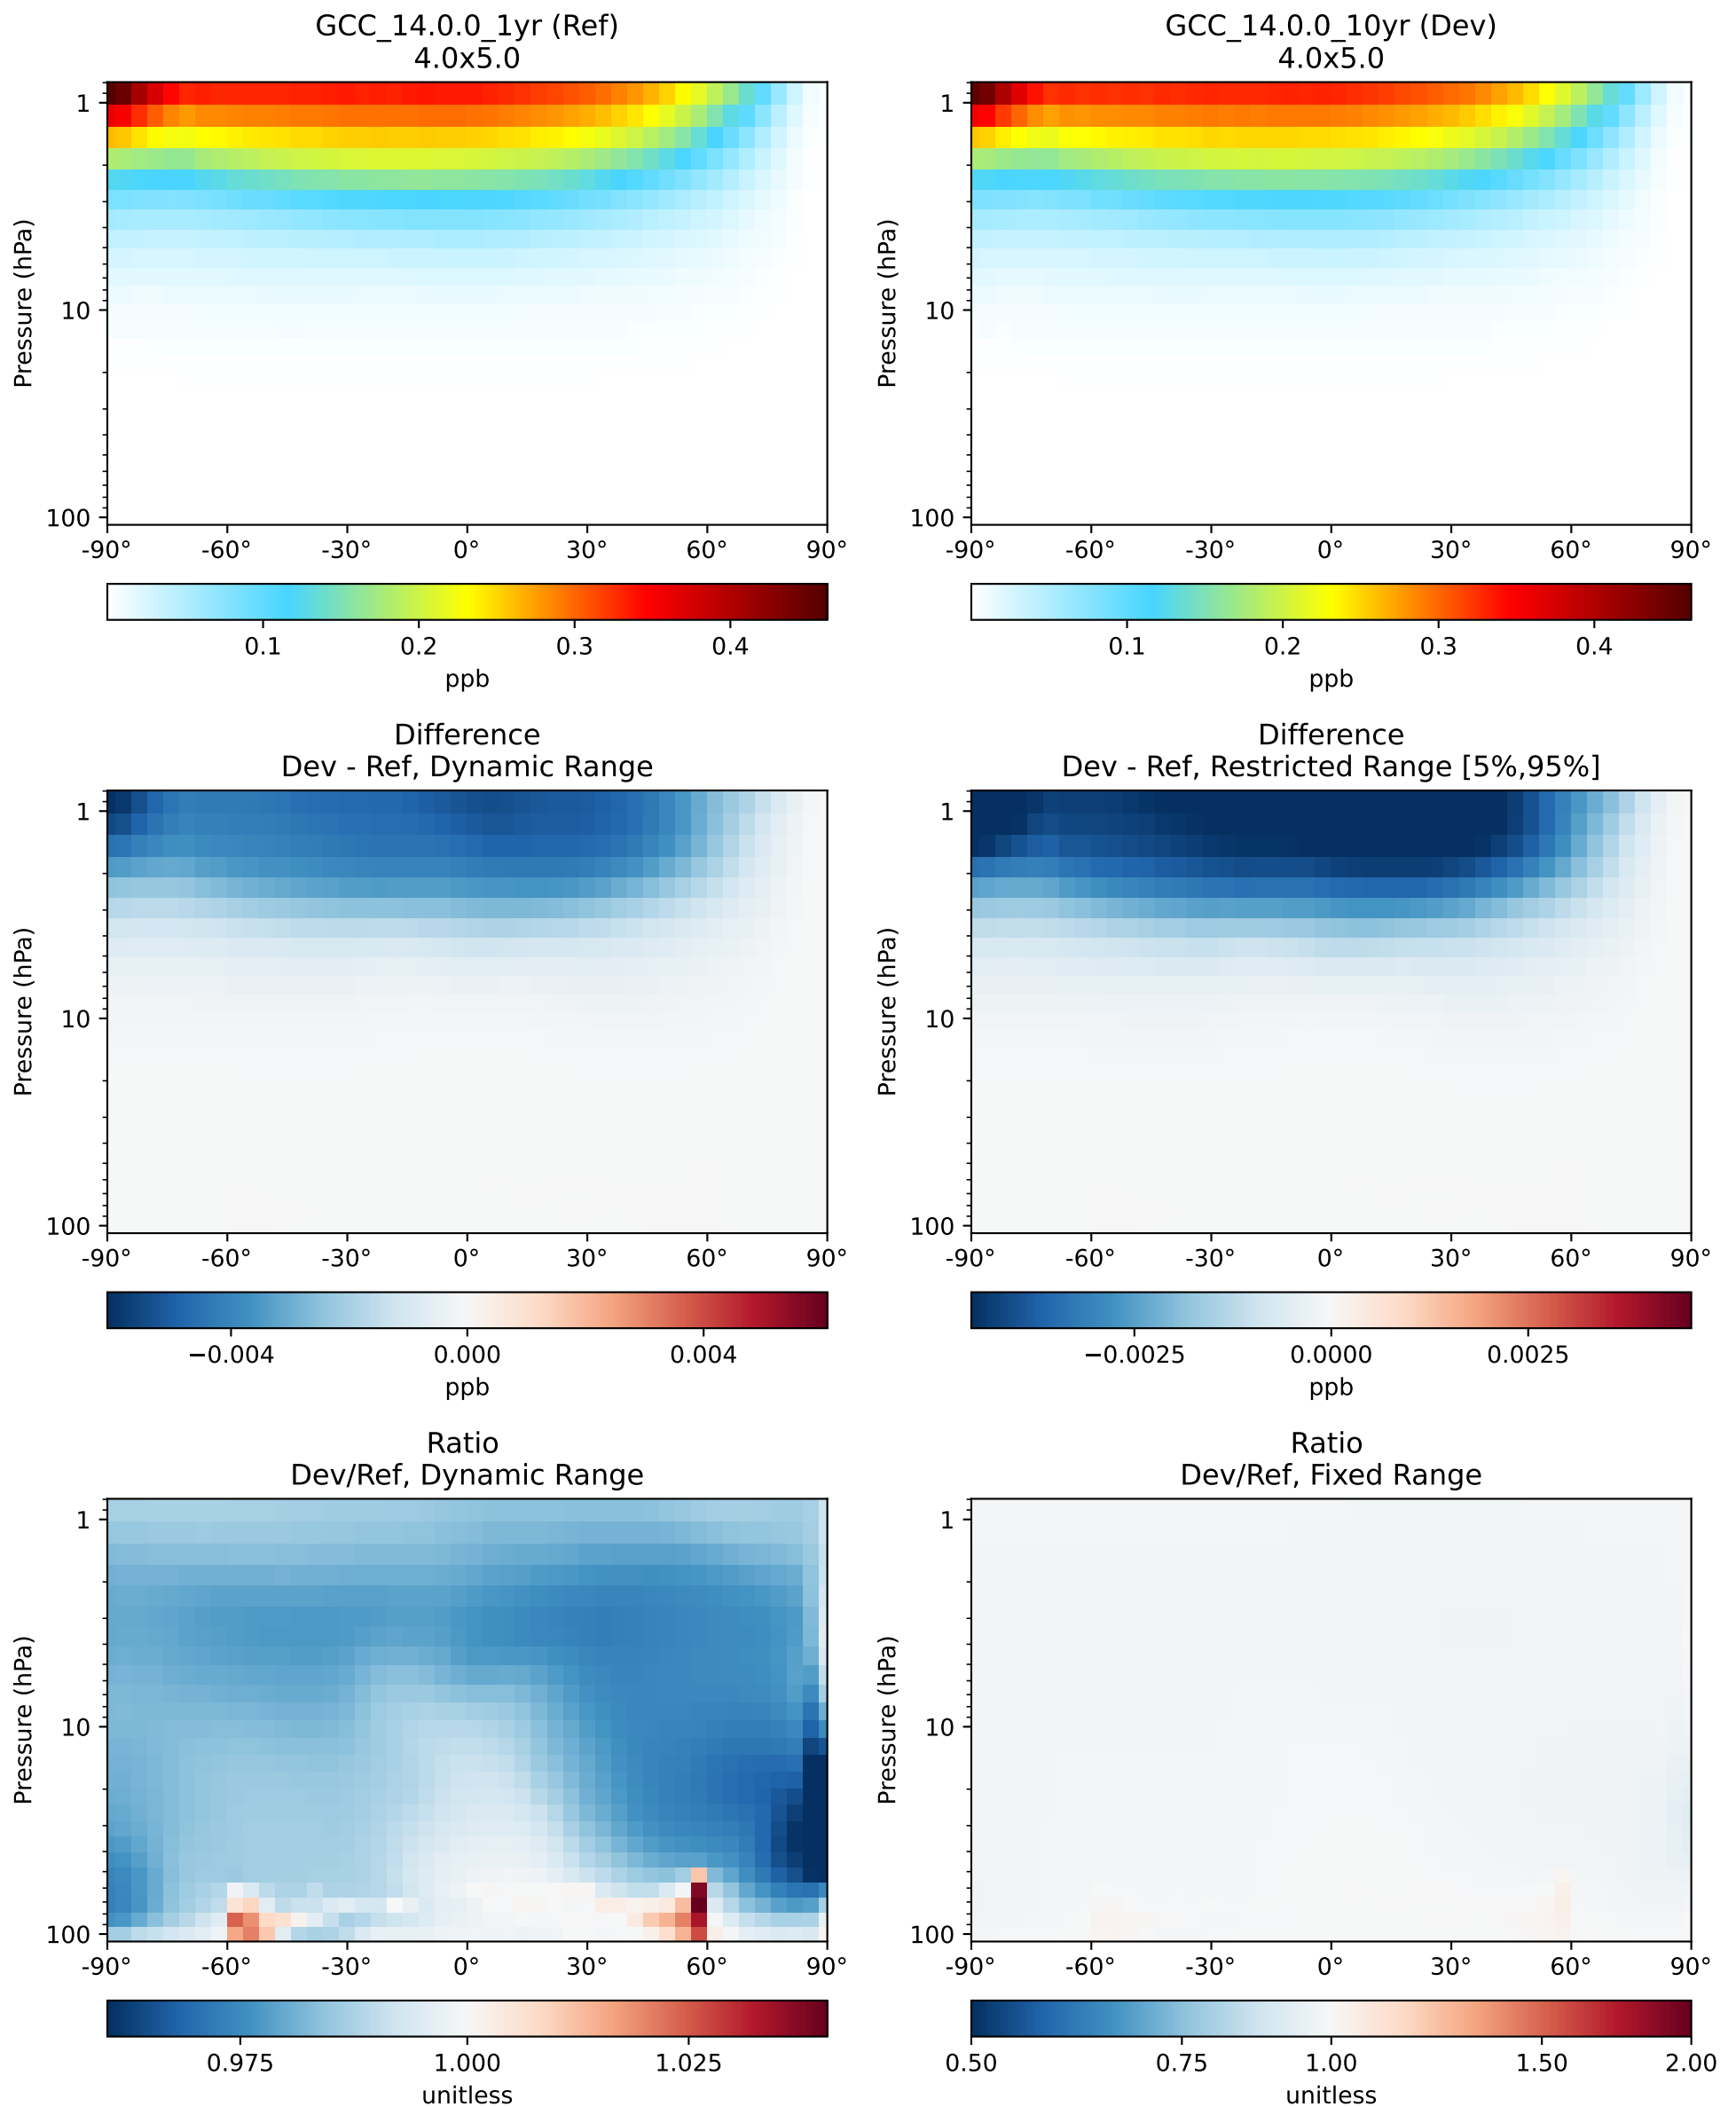 GCC_14.0.0_1yr (Ref)
4.0x5.0
Pressure (hPa)
1
10
100
-90° -60° -30° 0° 30° 60° 90°
0.1 0.2 0.3 0.4
ppb
GCC_14.0.0_10yr (Dev)
4.0x5.0
Pressure (hPa)
1
10
100
-90° -60° -30° 0° 30° 60° 90°
0.1 0.2 0.3 0.4
ppb
Difference
Dev - Ref, Dynamic Range
Pressure (hPa)
1
10
100
-90° -60° -30° 0° 30° 60° 90°
−0.004 0.000 0.004
ppb
Difference
Dev - Ref, Restricted Range [5%,95%]
Pressure (hPa)
1
10
100
-90° -60° -30° 0° 30° 60° 90°
−0.0025 0.0000 0.0025
ppb
Ratio
Dev/Ref, Dynamic Range
Pressure (hPa)
1
10
100
-90° -60° -30° 0° 30° 60° 90°
0.975 1.000 1.025
unitless
Ratio
Dev/Ref, Fixed Range
Pressure (hPa)
1
10
100
-90° -60° -30° 0° 30° 60° 90°
0.50 0.75 1.00 1.50 2.00
unitless